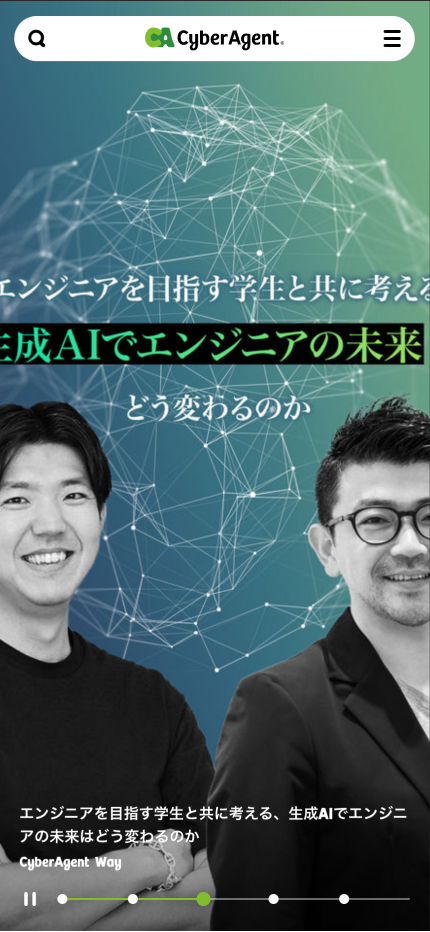 CA CyberAgent®
エンジニアを目指す学生と共に考える
生成AIでエンジニアの未来
どう変わるのか
エンジニアを目指す学生と共に考える、生成AIでエンジニ
アの未来はどう変わるのか
CyberAgent Way